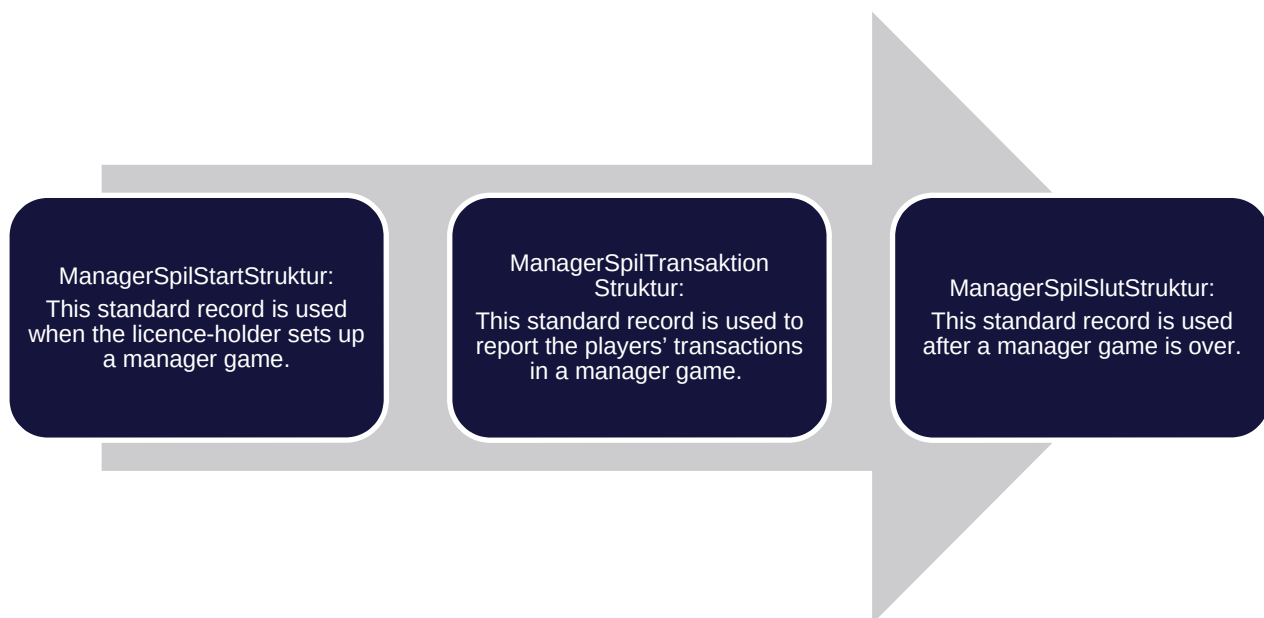 ManagerSpilStartStruktur:
This standard record is used
when the licence-holder sets up
a manager game.
ManagerSpilTransaktion
Struktur:
This standard record is used to
report the players’ transactions
in a manager game.
ManagerSpilSlutStruktur:
This standard record is used
after a manager game is over.